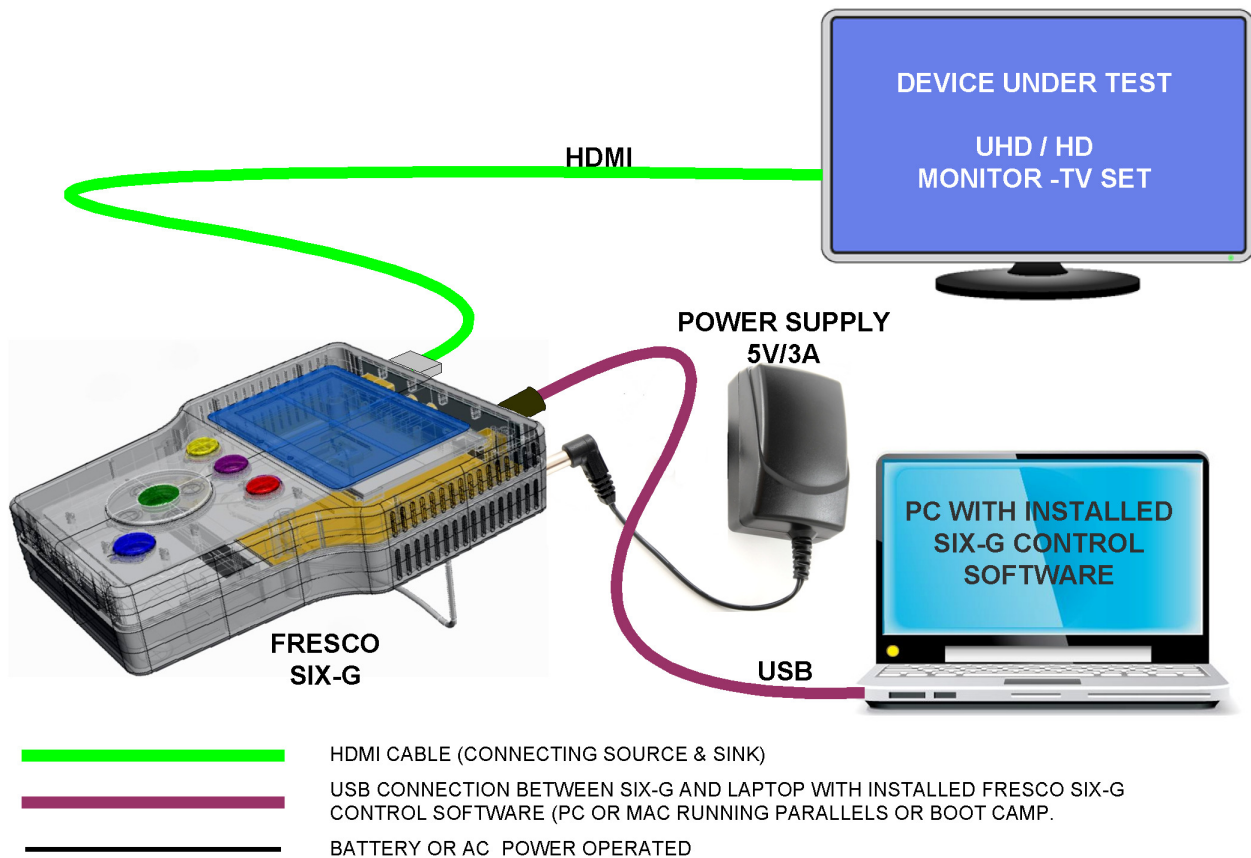 DEVICE UNDER TEST
UHD / HD
MONITOR -TV SET
HDMI
POWER SUPPLY
5V/3A
PC WITH INSTALLED
SIX-G CONTROL
SOFTWARE
FRESCO
SIX-G
USB
HDMI CABLE (CONNECTING SOURCE & SINK)
USB CONNECTION BETWEEN SIX-G AND LAPTOP WITH INSTALLED FRESCO SIX-G
CONTROL SOFTWARE (PC OR MAC RUNNING PARALLELS OR BOOT CAMP.
BATTERY OR AC  POWER OPERATED